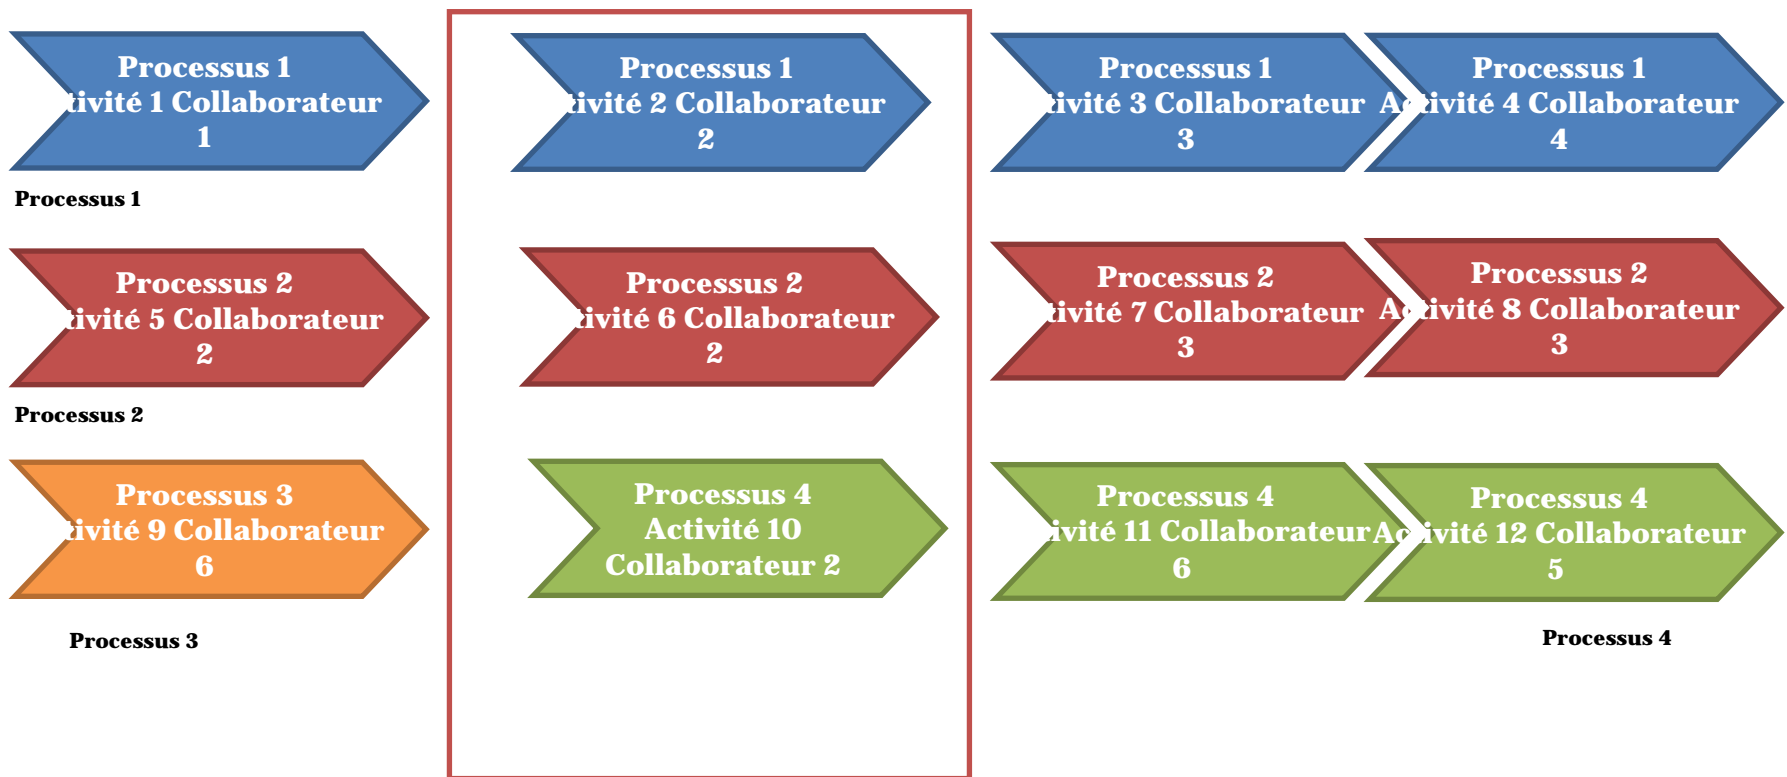 Processus 1
tivité 1 Collaborateur
1
Processus 1
tivité 2 Collaborateur
2
Processus 1
tivité 3 Collaborateur
3
Processus 1
Activité 4 Collaborateur
4
Processus 1
Processus 2
tivité 5 Collaborateur
2
Processus 2
tivité 6 Collaborateur
2
Processus 2
tivité 7 Collaborateur
3
Processus 2
Activité 8 Collaborateur
3
Processus 2
Processus 3
tivité 9 Collaborateur
6
Processus 4
Activité 10
Collaborateur 2
Processus 4
ivité 11 Collaborateur
6
Processus 4
Activité 12 Collaborateur
5
Processus 3
Processus 4